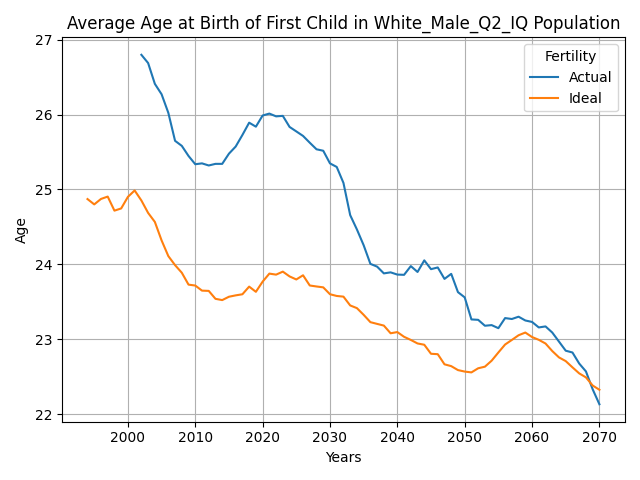 Average Age at Birth of First Child in White_Male_Q2_IQ Population
Fertility
Actual
Ideal
27
26
25
24
23
22
Age
2000
2010
2020
2030
2040
2050
2060
2070
Years